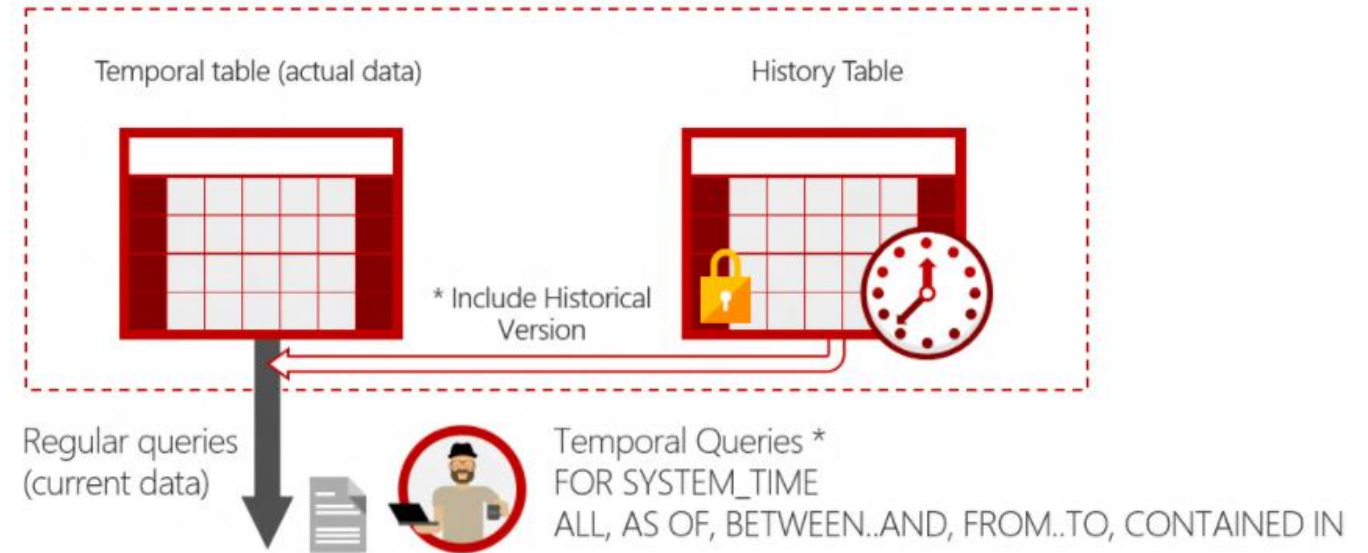 Temporal table (actual data)
History Table
* Include Historical
Version
Regular queries
(current data)
Temporal Queries *
FOR SYSTEM_TIME
ALL, AS OF, BETWEEN..AND, FROM..TO, CONTAINED IN